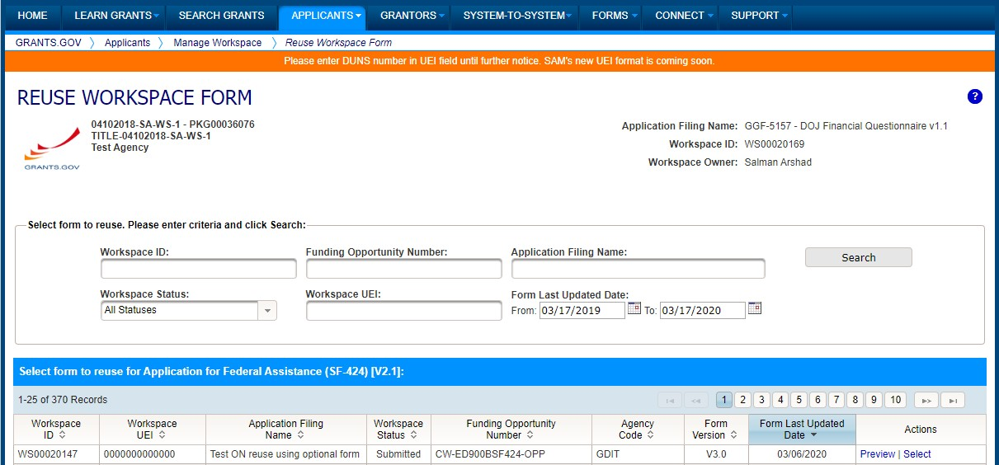 HOME LEARN GRANTS SEARCH GRANTS APPLICANTS GRANTORS SYSTEM-TO-SYSTEM FORMS CONNECT SUPPORT
GRANTS.GOV Applicants Manage Workspace Reuse Workspace Form
Please enter DUNS number in UEI field until further notice. SAM's new UEI format is coming soon.
REUSE WORKSPACE FORM ?
GRANTS.GOV
04102018-SA-WS-1 - PKG00036076
TITLE-04102018-SA-WS-1
Test Agency
Application Filing Name: GGF-5157 - DOJ Financial Questionnaire v1.1
Workspace ID: WS00020169
Workspace Owner: Salman Arshad
Select form to reuse. Please enter criteria and click Search:
Workspace ID: Funding Opportunity Number: Application Filing Name:
Search
Workspace Status: Workspace UEI: Form Last Updated Date:
All Statuses From: 03/17/2019 To: 03/17/2020
Select form to reuse for Application for Federal Assistance (SF-424) [V2.1]:
1-25 of 370 Records 1 2 3 4 5 6 7 8 9 10
Workspace ID Workspace UEI Application Filing Name Workspace Status Funding Opportunity Number Agency Code Form Version Form Last Updated Date Actions
WS00020147 0000000000000 Test ON reuse using optional form Submitted CW-ED900BSF424-OPP GDIT V3.0 03/06/2020 Preview | Select